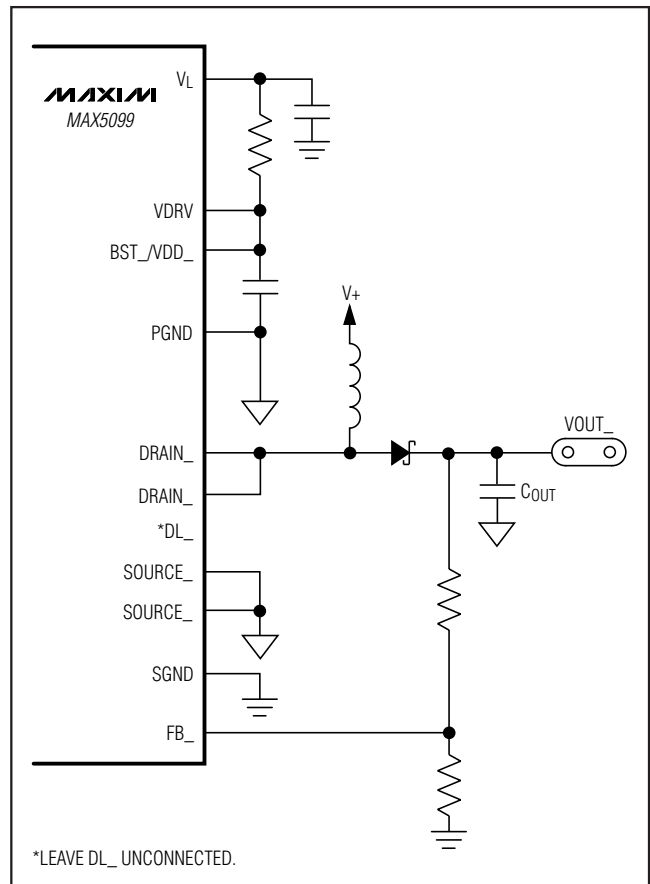 VL
MAXIM
MAX5099
VDRV
BST_/VDD_
V+
PGND
VOUT_
DRAIN_
COUT
DRAIN_
*DL_
SOURCE_
SOURCE_
SGND
FB_
*LEAVE DL_ UNCONNECTED.